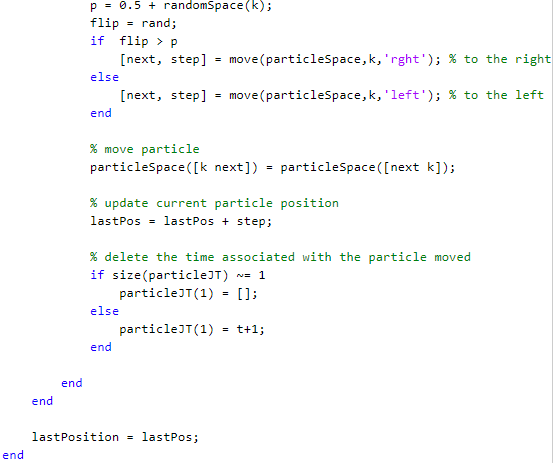 p = 0.5 + randomSpace(k);
flip = rand;
if flip > p
[next, step] = move(particleSpace,k,'rght'); % to the right
else
[next, step] = move(particleSpace,k,'left'); % to the left
end
% move particle
particleSpace([k next]) = particleSpace([next k]);
% update current particle position
lastPos = lastPos + step;
% delete the time associated with the particle moved
if size(particleJT) ~= 1
particleJT(1) = [];
else
particleJT(1) = t+1;
end
end
end
lastPosition = lastPos;
end